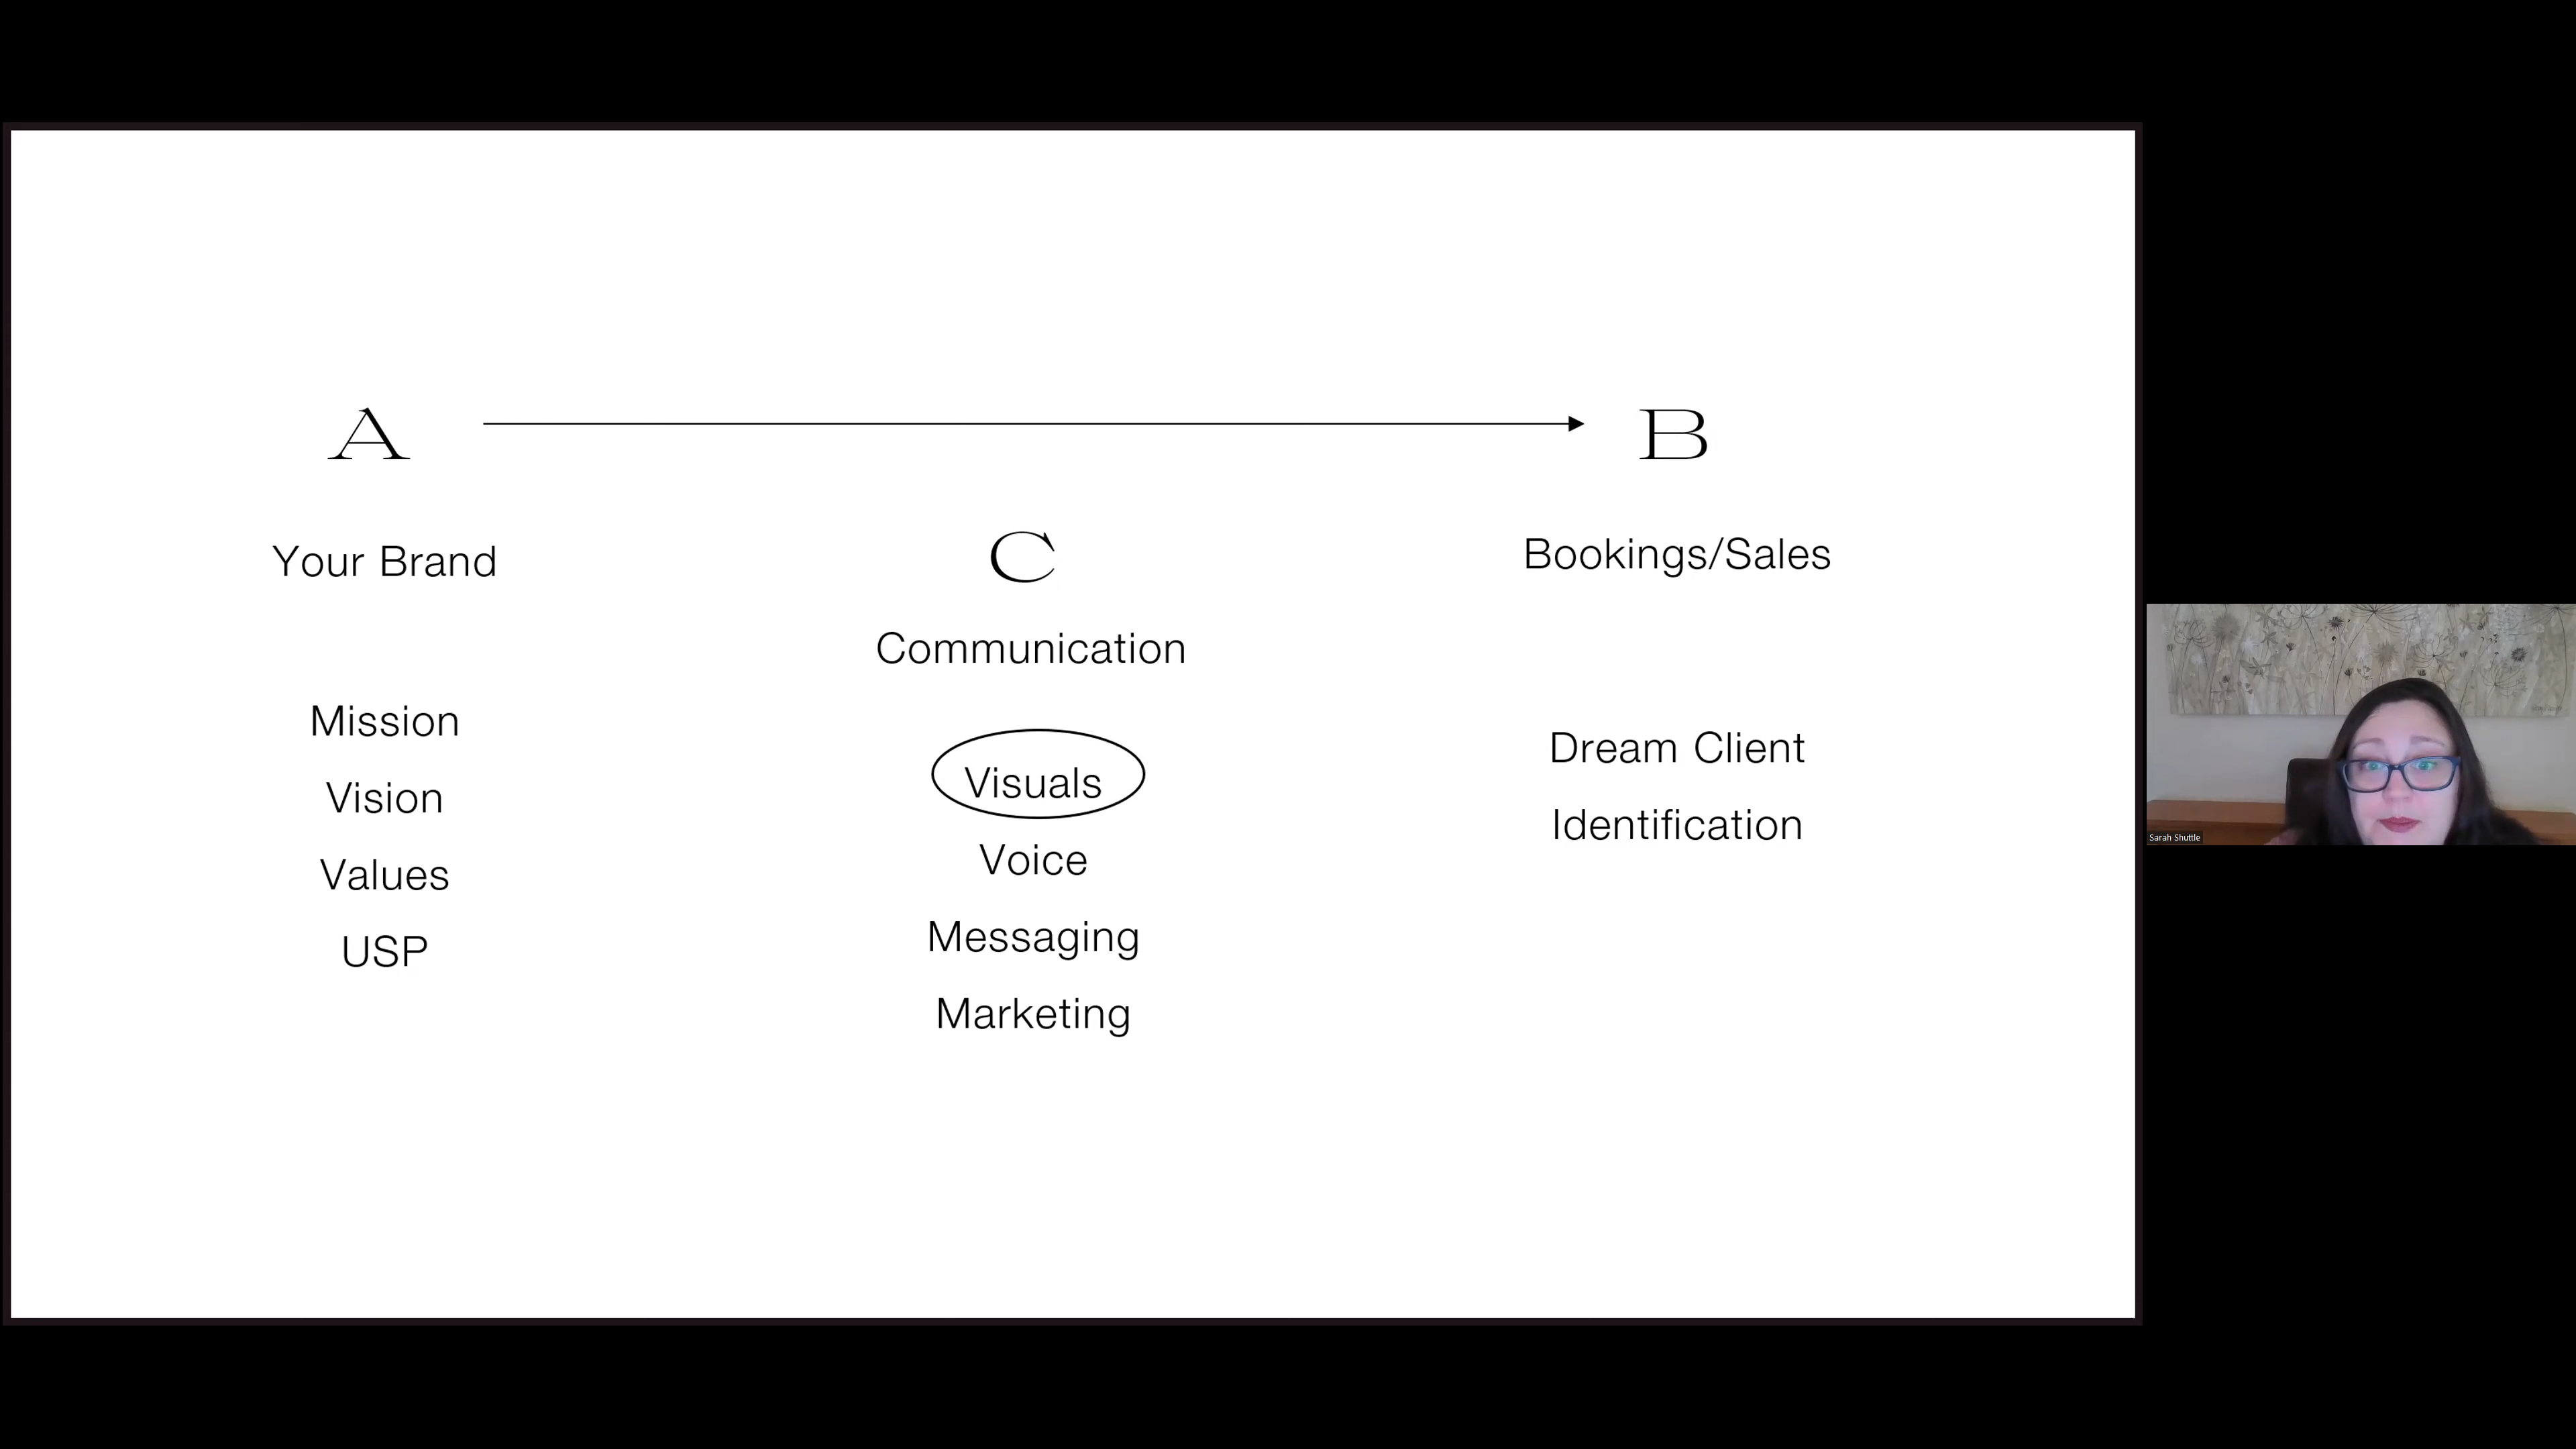 A
B
Your Brand
C
Bookings/Sales
Communication
Mission
Vision
Values
USP
Visuals
Voice
Messaging
Marketing
Dream Client
Identification
Sarah Shuttle